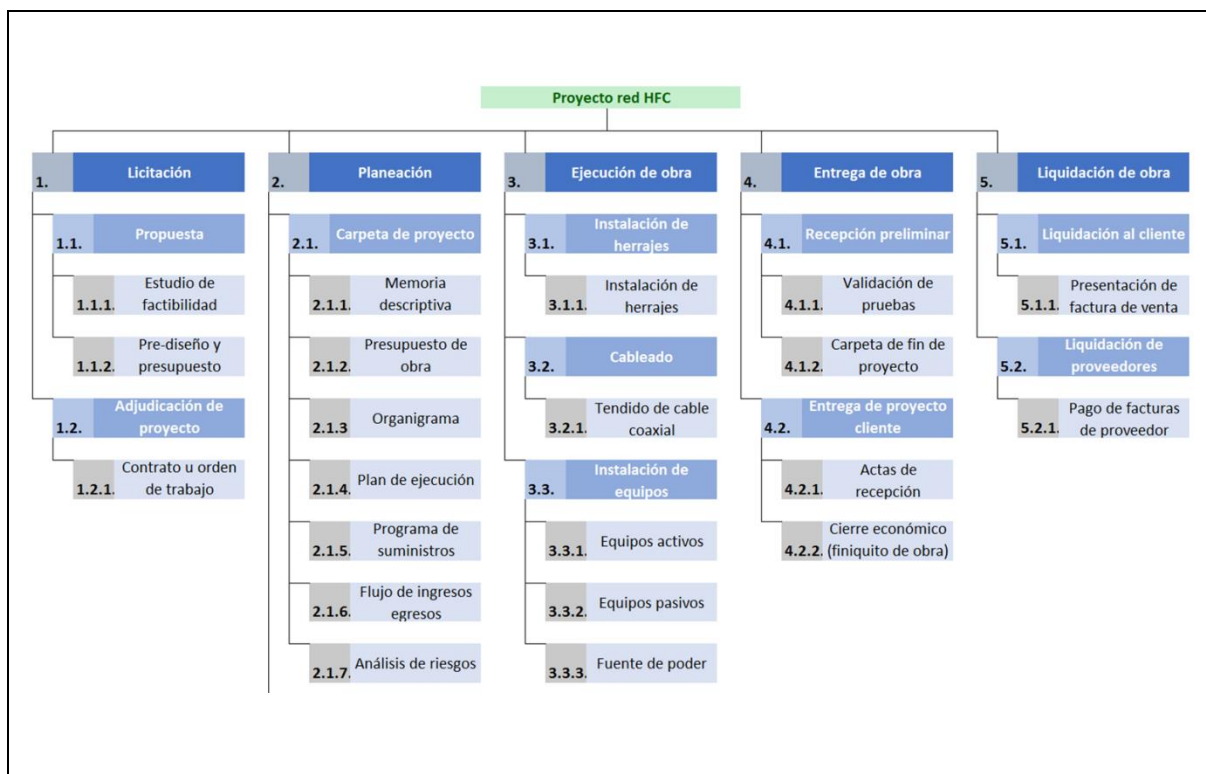 Proyecto red HFC
1. Licitación
1.1. Propuesta
1.1.1. Estudio de
factibilidad
1.1.2. Pre-diseño y
presupuesto
1.2. Adjudicación de
proyecto
1.2.1. Contrato u orden
de trabajo
2. Planeación
2.1. Carpeta de proyecto
2.1.1. Memoria
descriptiva
2.1.2. Presupuesto de
obra
2.1.3 Organigrama
2.1.4. Plan de ejecución
2.1.5. Programa de
suministros
2.1.6. Flujo de ingresos
egresos
2.1.7. Análisis de riesgos
3. Ejecución de obra
3.1. Instalación de
herrajes
3.1.1. Instalación de
herrajes
3.2. Cableado
3.2.1. Tendido de cable
coaxial
3.3. Instalación de
equipos
3.3.1. Equipos activos
3.3.2. Equipos pasivos
3.3.3. Fuente de poder
4. Entrega de obra
4.1. Recepción preliminar
4.1.1. Validación de
pruebas
4.1.2. Carpeta de fin de
proyecto
4.2. Entrega de proyecto
cliente
4.2.1. Actas de
recepción
4.2.2. Cierre económico
(finiquito de obra)
5. Liquidación de obra
5.1. Liquidación al cliente
5.1.1. Presentación de
factura de venta
5.2. Liquidación de
proveedores
5.2.1. Pago de facturas
de proveedor